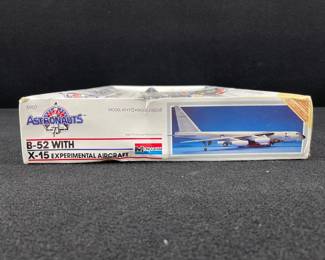 ASTRONAUTS
B-52 WITH
X-15 EXPERIMENTAL AIRCRAFT
Monogram